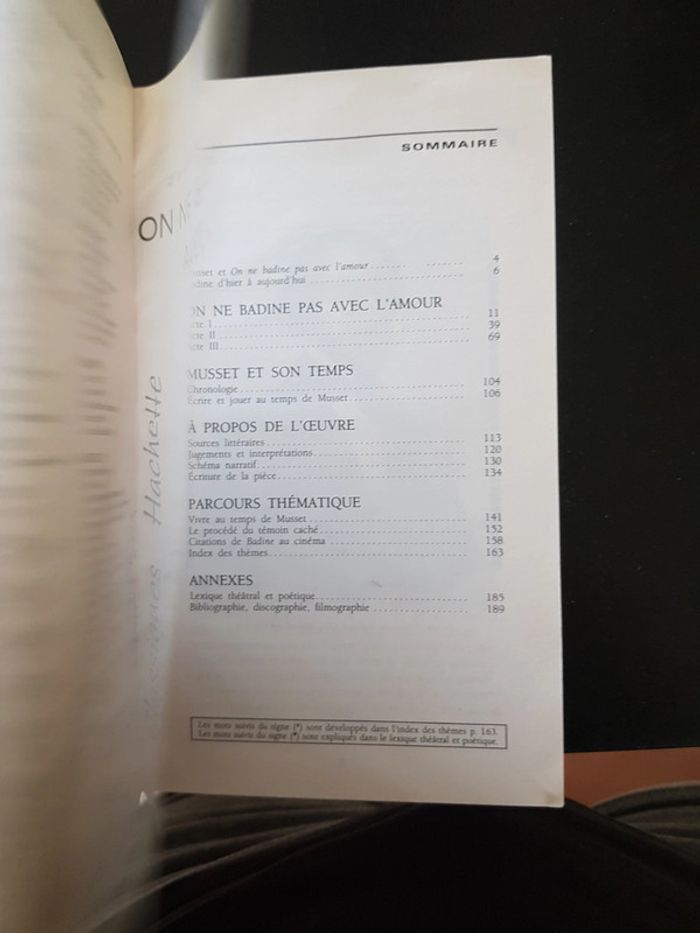 SOMMAIRE
ON
et On ne badine pas avec l'amour 4
d'hier à aujourd'hui 6
ON NE BADINE PAS AVEC L'AMOUR
I 11
II 39
III 69
MUSSET ET SON TEMPS
Chronologie 104
Écrire et jouer au temps de Musset 106
À PROPOS DE L'ŒUVRE
Sources littéraires 113
Jugements et interprétations 120
Schéma narratif 130
Écriture de la pièce 134
PARCOURS THÉMATIQUE
Vivre au temps de Musset 141
Le procédé du témoin caché 152
Citations de Badine au cinéma 158
Index des thèmes 163
ANNEXES
Lexique théâtral et poétique 185
Bibliographie, discographie, filmographie 189
Les mots suivis du signe (*) sont développés dans l'index des thèmes p. 163.
Les mots suivis du signe (•) sont expliqués dans le lexique théâtral et poétique.
Hachette